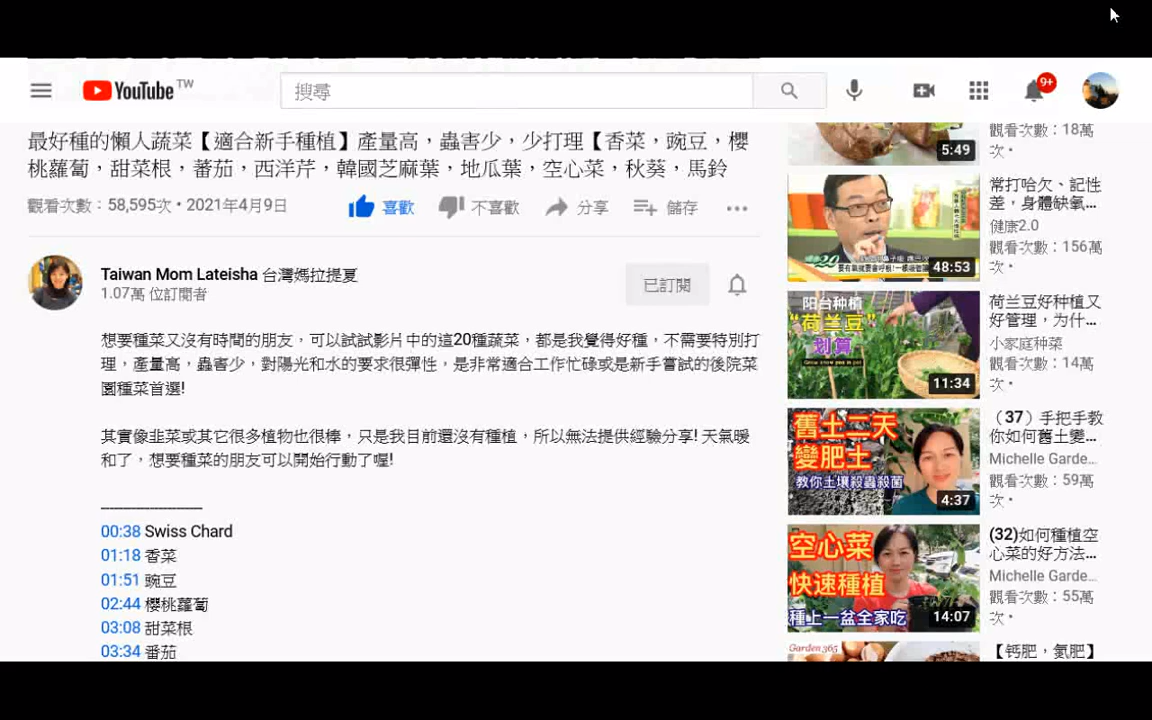 YouTube TW
搜尋
9+
最好種的懶人蔬菜【適合新手種植】產量高，蟲害少，少打理【香菜，豌豆，櫻
桃蘿蔔，甜菜根，蕃茄，西洋芹，韓國芝麻葉，地瓜葉，空心菜，秋葵，馬鈴
觀看次數：58,595次 • 2021年4月9日
喜歡
不喜歡
分享
儲存
Taiwan Mom Lateisha 台灣媽拉提夏
1.07萬 位訂閱者
已訂閱
想要種菜又沒有時間的朋友，可以試試影片中的這20種蔬菜，都是我覺得好種，不需要特別打
理，產量高，蟲害少，對陽光和水的要求很彈性，是非常適合工作忙碌或是新手嘗試的後院菜
園種菜首選!
其實像韭菜或其它很多植物也很棒，只是我目前還沒有種植，所以無法提供經驗分享! 天氣暖
和了，想要種菜的朋友可以開始行動了喔!
00:38 Swiss Chard
01:18 香菜
01:51 豌豆
02:44 櫻桃蘿蔔
03:08 甜菜根
03:34 番茄
5:49
觀看次數：18萬
次 •
48:53
常打哈欠、記性
差，身體缺氧...
健康2.0
觀看次數：156萬
次 •
阳台种植
“荷兰豆”
划算
11:34
荷兰豆好种植又
好管理，为什...
小家庭种菜
觀看次數：14萬
次 •
舊土二天
變肥土
教你土壤殺蟲殺菌
4:37
（37）手把手教
你如何舊土變...
Michelle Garde...
觀看次數：59萬
次 •
空心菜
快速種植
種上一盆全家吃
14:07
(32)如何種植空
心菜的好方法...
Michelle Garde...
觀看次數：55萬
次 •
Garden 365
【钙肥，氮肥】